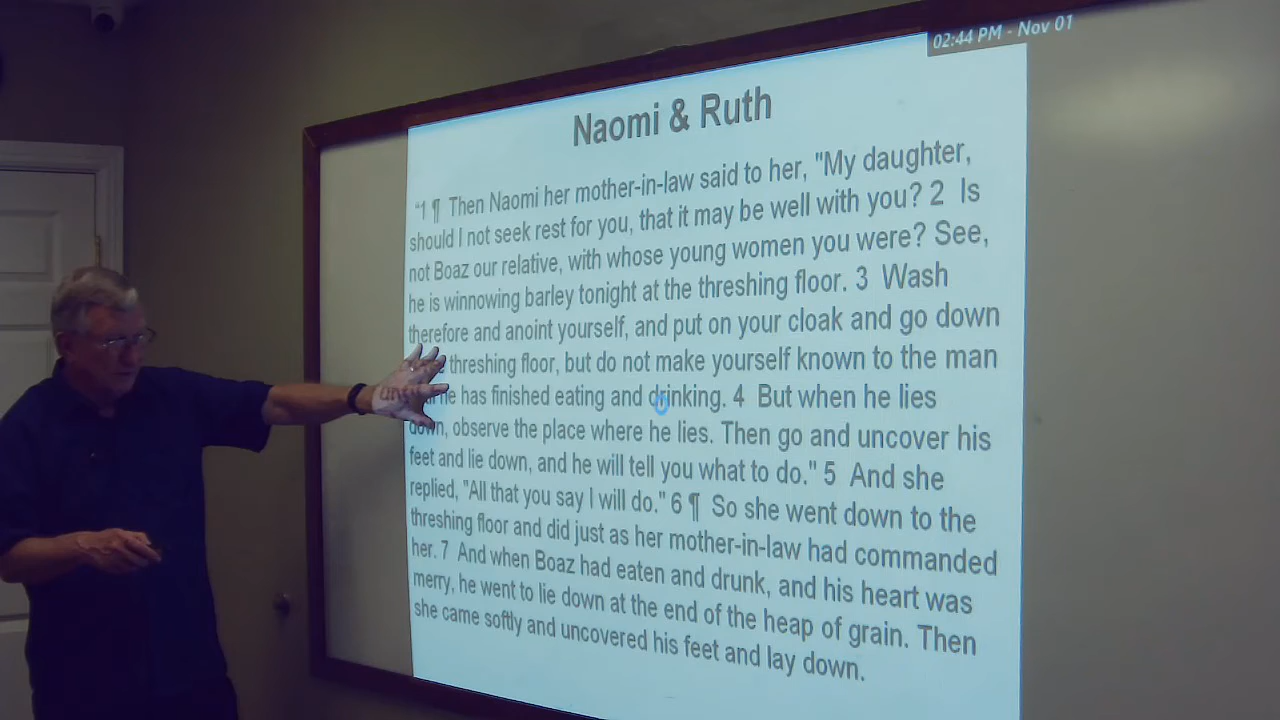 02:44 PM - Nov 01
Naomi & Ruth
“1 ¶ Then Naomi her mother-in-law said to her, "My daughter,
should I not seek rest for you, that it may be well with you? 2 Is
not Boaz our relative, with whose young women you were? See,
he is winnowing barley tonight at the threshing floor. 3 Wash
therefore and anoint yourself, and put on your cloak and go down
threshing floor, but do not make yourself known to the man
he has finished eating and drinking. 4 But when he lies
down, observe the place where he lies. Then go and uncover his
feet and lie down, and he will tell you what to do." 5 And she
replied, "All that you say I will do." 6 ¶ So she went down to the
threshing floor and did just as her mother-in-law had commanded
her. 7 And when Boaz had eaten and drunk, and his heart was
merry, he went to lie down at the end of the heap of grain. Then
she came softly and uncovered his feet and lay down.